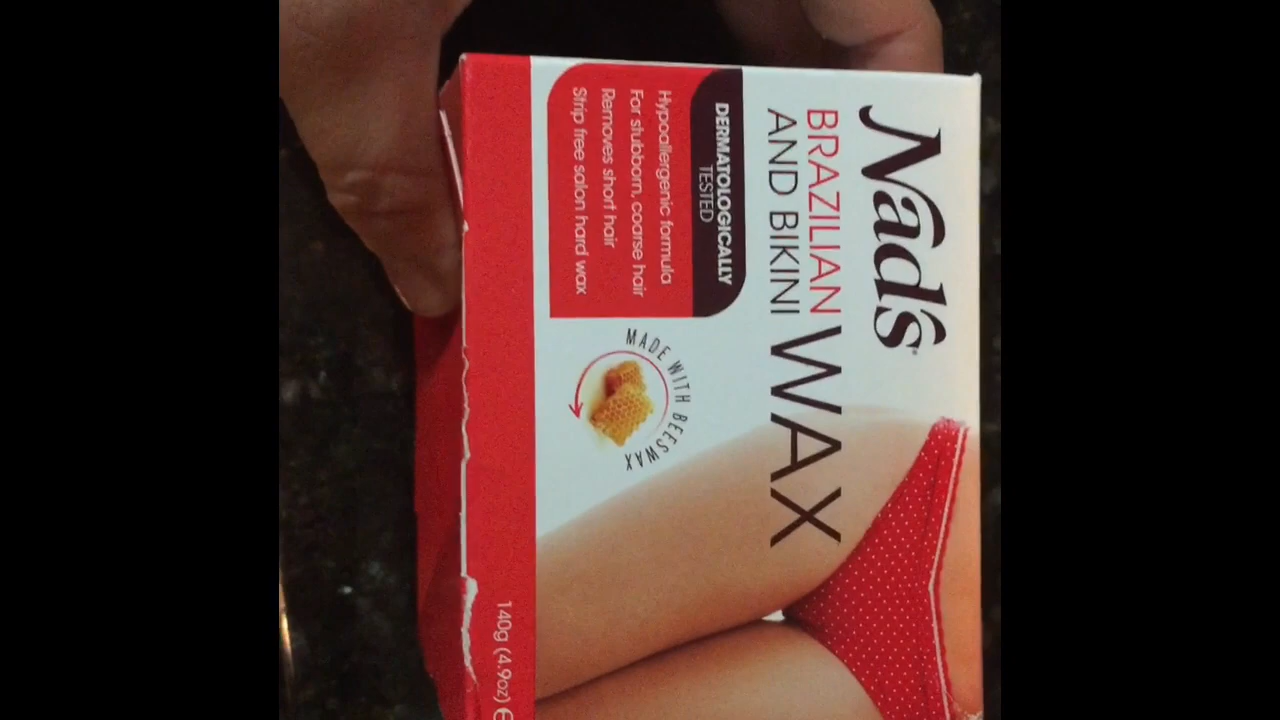 Nad's
BRAZILIAN
AND BIKINI
WAX
DERMATOLOGICALLY
TESTED
Hypoallergenic formula
For stubborn, coarse hair
Removes short hair
Strip free salon hard wax
MADE WITH BEESWAX
140g (4.9oz) e